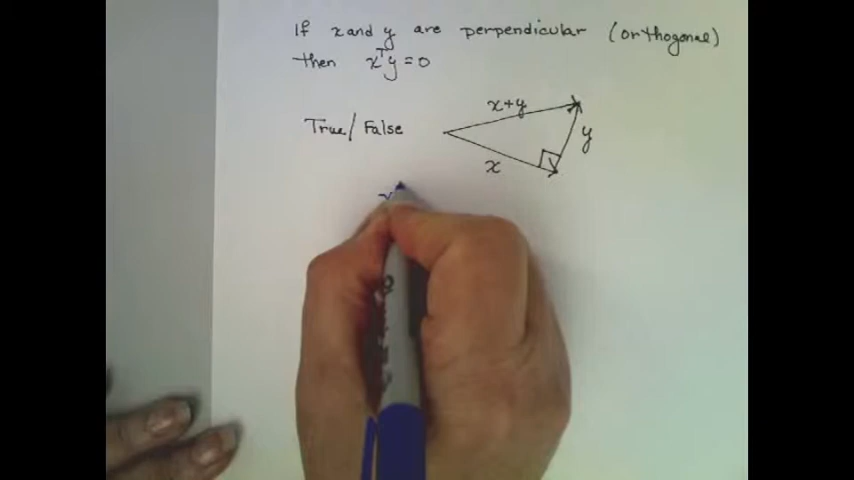 If x and y are perpendicular (orthogonal)
then xᵀy = 0
x+y
True/False
y
x